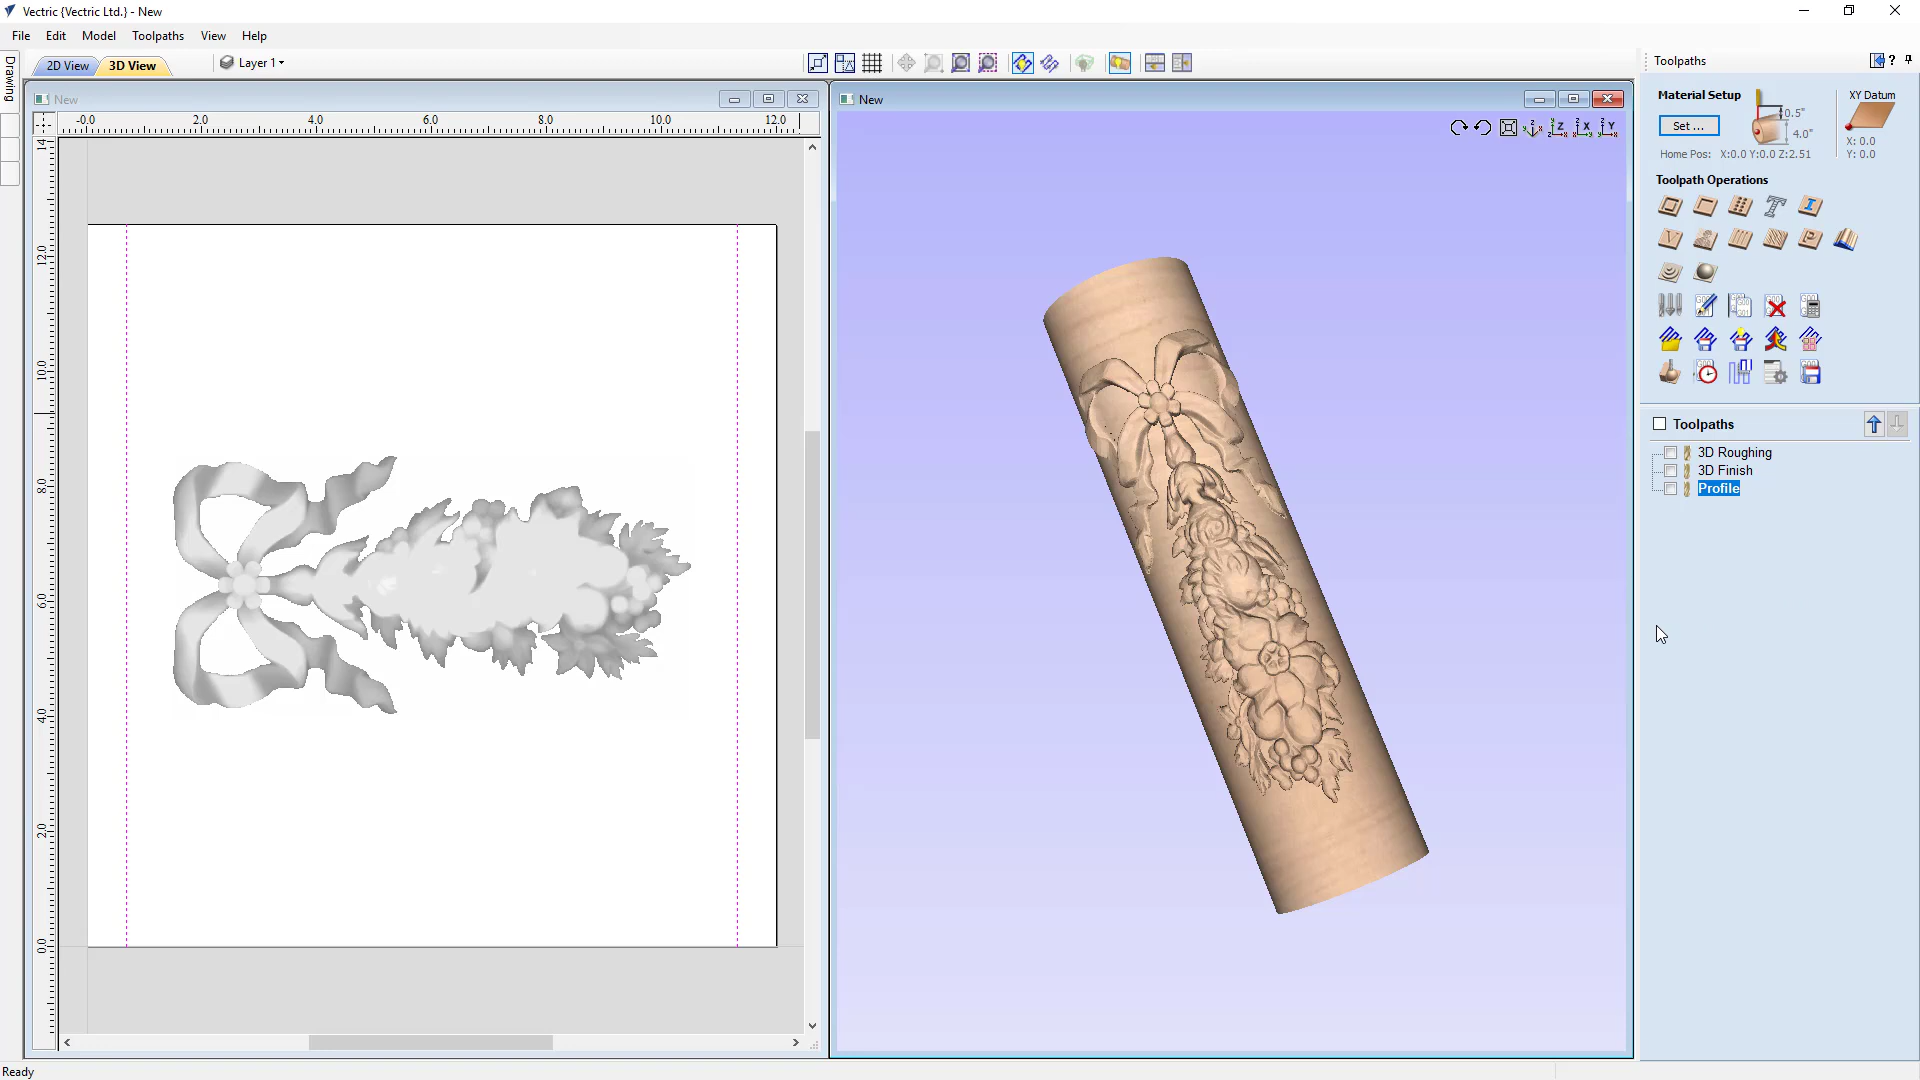 Vectric {Vectric Ltd.} - New
File Edit Model Toolpaths View Help
Drawing
2D View 3D View Layer 1
New
-0.0 2.0 4.0 6.0 8.0 10.0 12.0
14
12.0
10.0
8.0
6.0
4.0
2.0
0.0
New
Toolpaths
Material Setup
Set ...
0.5"
4.0"
Home Pos: X:0.0 Y:0.0 Z:2.51
XY Datum
X: 0.0
Y: 0.0
Toolpath Operations
Toolpaths
3D Roughing
3D Finish
Profile
Ready